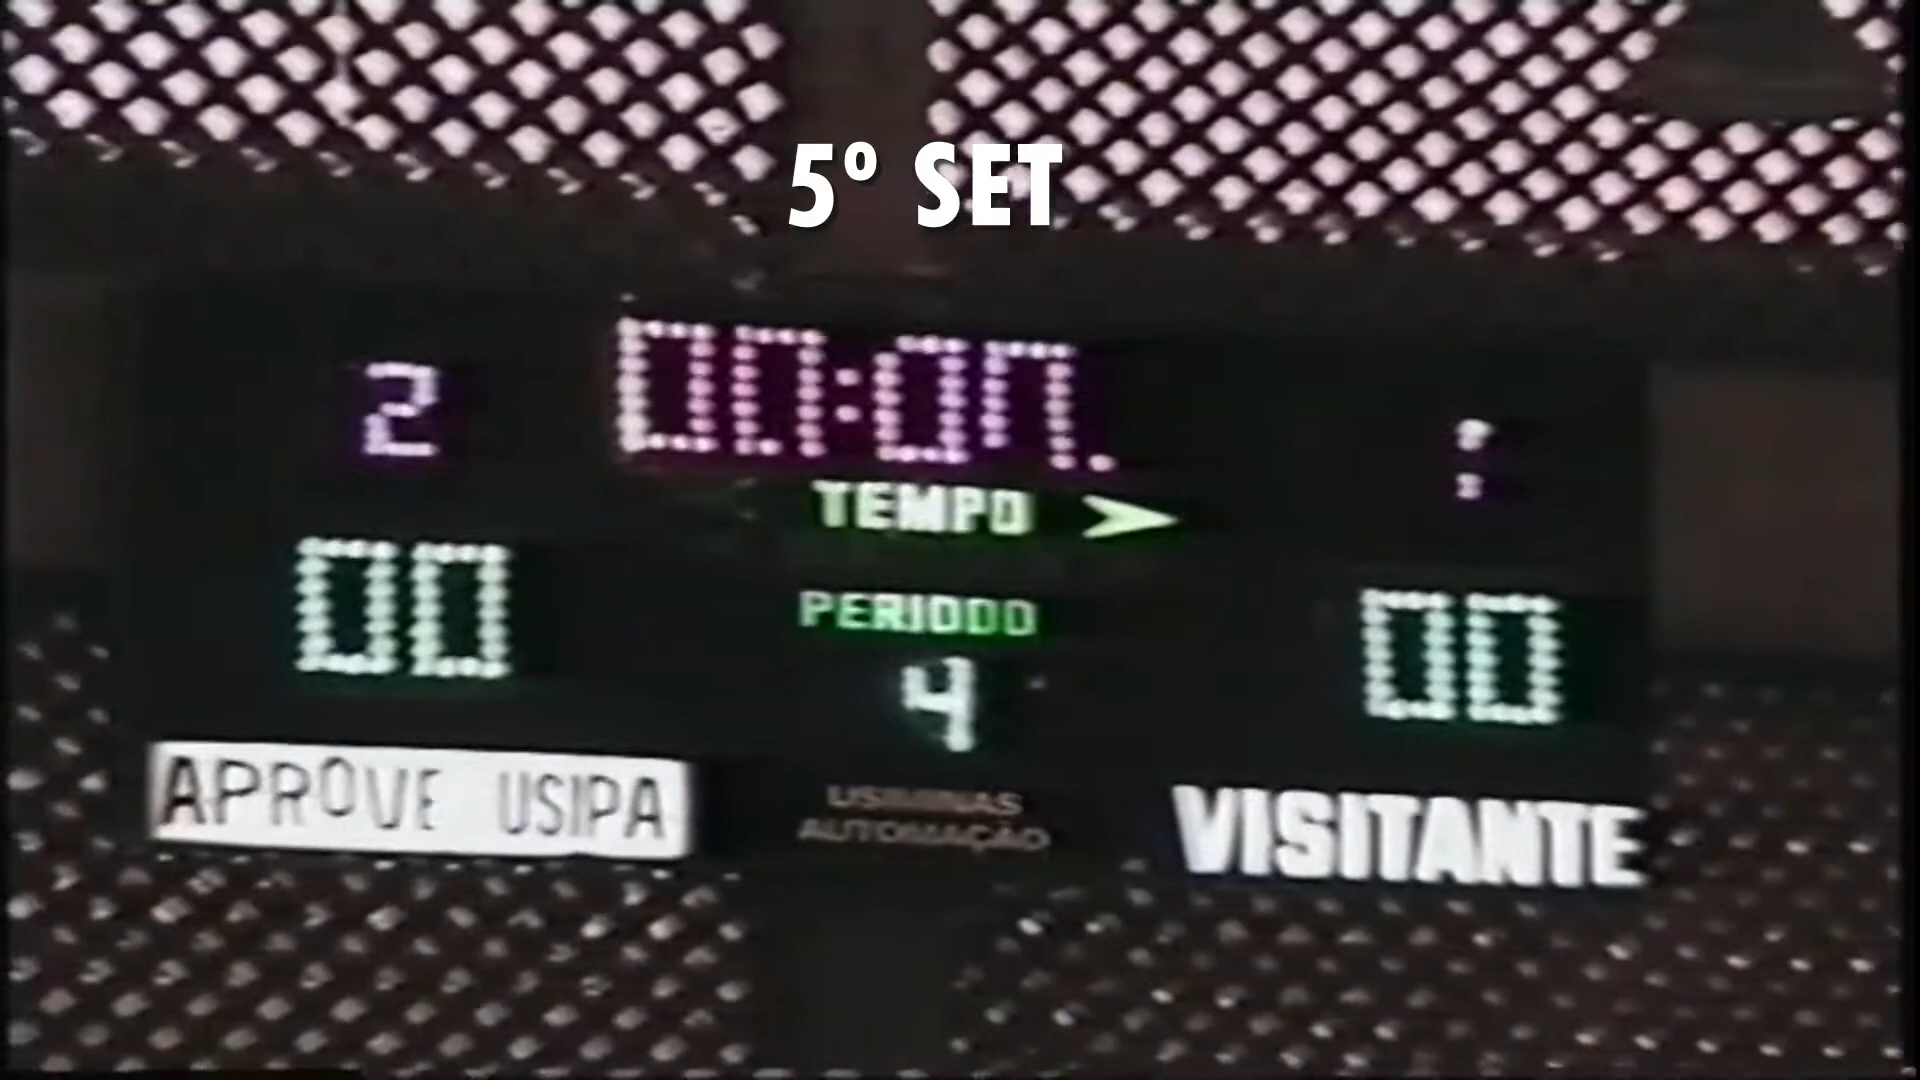 5º SET
2
00:00.
TEMPO
00
00
PERIODO
4
APROVE USIPA
USIMINAS
AUTOMAÇÃO
VISITANTE